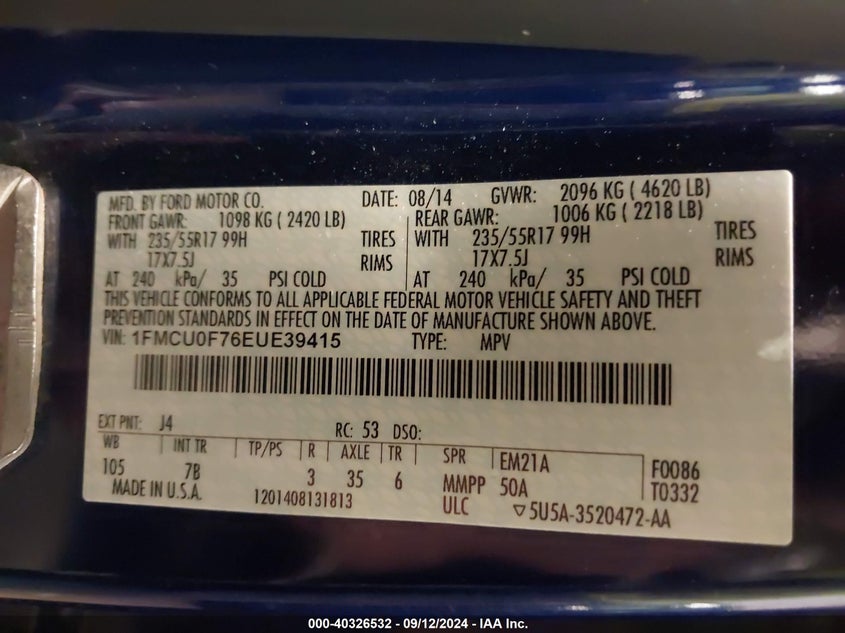 MFD. BY FORD MOTOR CO. DATE: 08/14 GVWR: 2096 KG ( 4620 LB)
FRONT GAWR: 1098 KG ( 2420 LB) REAR GAWR: 1006 KG ( 2218 LB)
WITH 235/55R17 99H TIRES WITH 235/55R17 99H TIRES
17X7.5J RIMS 17X7.5J RIMS
AT 240 kPa/ 35 PSI COLD AT 240 kPa/ 35 PSI COLD
THIS VEHICLE CONFORMS TO ALL APPLICABLE FEDERAL MOTOR VEHICLE SAFETY AND THEFT
PREVENTION STANDARDS IN EFFECT ON THE DATE OF MANUFACTURE SHOWN ABOVE.
VIN: 1FMCU0F76EUE39415 TYPE: MPV
EXT PNT: J4 RC: 53 DSO:
WB INT TR TP/PS R AXLE TR SPR EM21A F0086
105 7B 3 35 6 MMPP 50A T0332
MADE IN U.S.A. 1201408131813 ULC ▽5U5A-3520472-AA
000-40326532 - 09/12/2024 - IAA Inc.